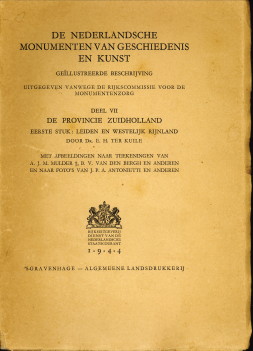 DE NEDERLANDSCHE
MONUMENTEN VAN GESCHIEDENIS
EN KUNST
GEÏLLUSTREERDE BESCHRIJVING
UITGEGEVEN VANWEGE DE RIJKSCOMMISSIE VOOR DE
MONUMENTENZORG
DEEL VII
DE PROVINCIE ZUIDHOLLAND
EERSTE STUK: LEIDEN EN WESTELIJK RIJNLAND
DOOR DR. E. H. TER KUILE
MET AFBEELDINGEN NAAR TEEKENINGEN VAN
A. J. M. MULDER †, B. V. VAN DEN BERGH EN ANDEREN
EN NAAR FOTO'S VAN J. P. A. ANTONIETTI EN ANDEREN
1·9·4·4
'SGRAVENHAGE — ALGEMEENE LANDSDRUKKERIJ